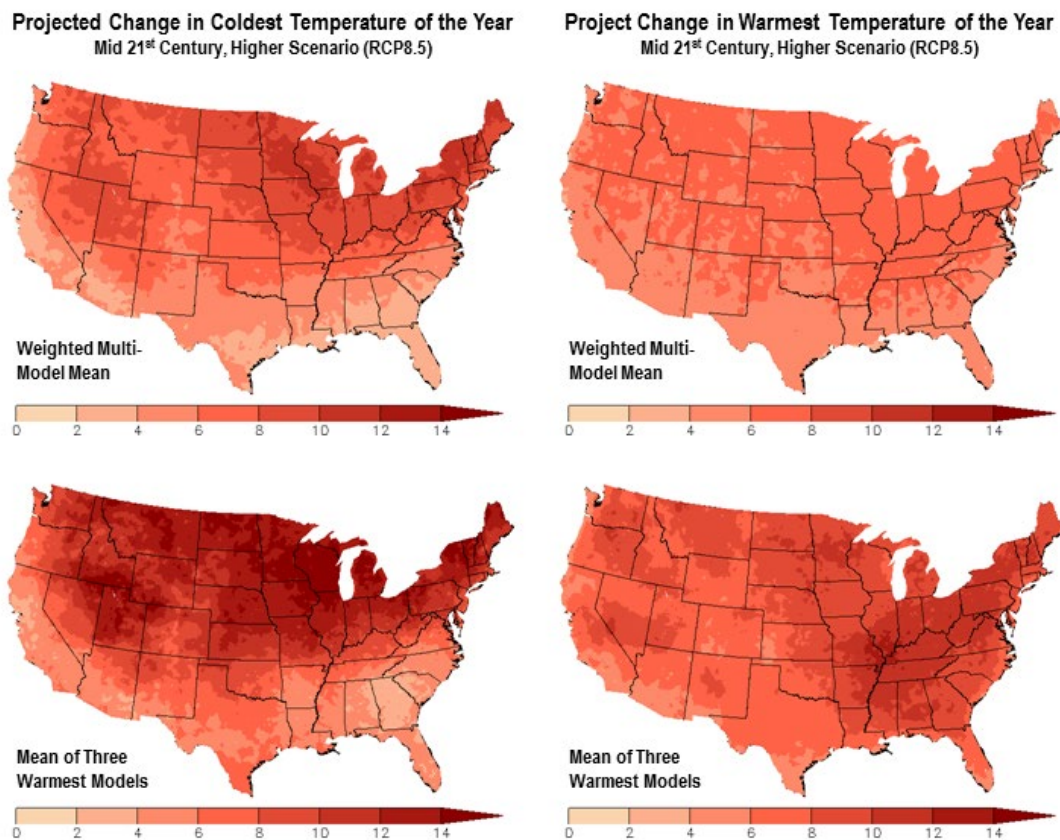 Projected Change in Coldest Temperature of the Year
Mid 21st Century, Higher Scenario (RCP8.5)
Weighted Multi-
Model Mean
0 2 4 6 8 10 12 14
Project Change in Warmest Temperature of the Year
Mid 21st Century, Higher Scenario (RCP8.5)
Weighted Multi-
Model Mean
0 2 4 6 8 10 12 14
Mean of Three
Warmest Models
0 2 4 6 8 10 12 14
Mean of Three
Warmest Models
0 2 4 6 8 10 12 14